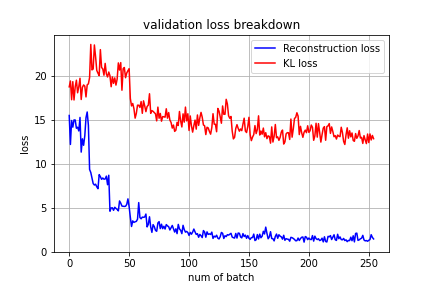 validation loss breakdown
Reconstruction loss
KL loss
20
15
10
5
0
loss
0
50
100
150
200
250
num of batch